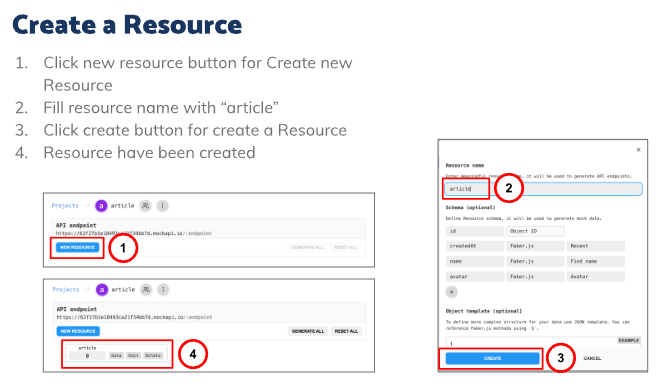 Create a Resource
1. Click new resource button for Create new
Resource
2. Fill resource name with “article”
3. Click create button for create a Resource
4. Resource have been created
Projects
a article
API endpoint
https://62f27b1e18493ca21f34bb7d.mockapi.io/:endpoint
NEW RESOURCE
1
GENERATE ALL RESET ALL
Projects
a article
API endpoint
https://62f27b1e18493ca21f34bb7d.mockapi.io/:endpoint
NEW RESOURCE
GENERATE ALL RESET ALL
article
0 Data Edit Delete
4
×
Resource name
Enter meaningful resource name, it will be used to generate API endpoints.
article
2
Schema (optional)
Define Resource schema, it will be used to generate mock data.
id Object ID
createdAt Faker.js Recent
name Faker.js Find name
avatar Faker.js Avatar
+
Object template (optional)
To define more complex structure for your data use JSON template. You can
reference Faker.js methods using `$`.
{
EXAMPLE
CREATE
3
CANCEL